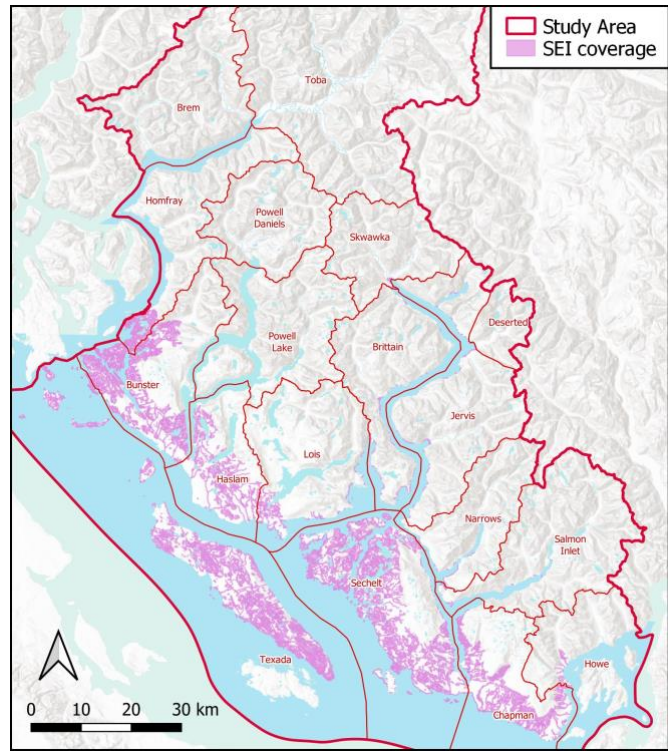 Study Area
SEI coverage
Toba
Brem
Homfray
Powell
Daniels
Skwawka
Deserted
Powell
Lake
Brittain
Bunster
Jervis
Lois
Haslam
Narrows
Salmon
Inlet
Sechelt
Texada
Howe
Chapman
0 10 20 30 km